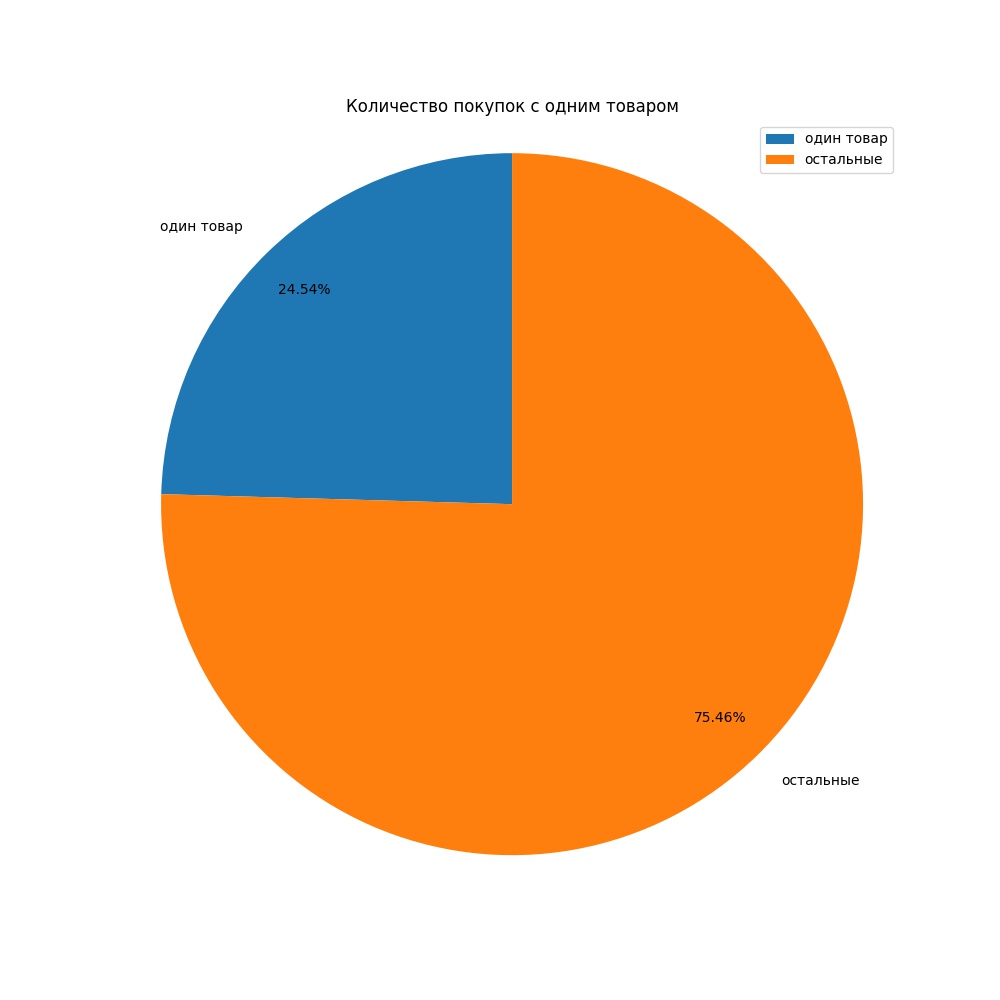 Количество покупок с одним товаром
один товар
остальные
один товар
24.54%
75.46%
остальные